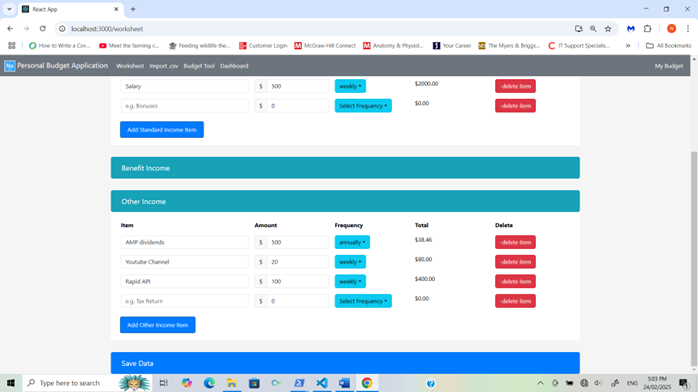 React App
localhost:3000/worksheet
How to Write a Cov...
Meet the farming c...
Feeding wildlife the...
Customer Login
McGraw-Hill Connect
Anatomy & Physiol...
Your Career
The Myers & Briggs...
IT Support Specialis...
All Bookmarks
Personal Budget Application
Worksheet
Import .csv
Budget Tool
Dashboard
My Budget
Salary $ 500 weekly $2000.00 -delete item
e.g. Bonuses $ 0 Select Frequency $0.00 -delete item
Add Standard Income Item
Benefit Income
Other Income
Item Amount Frequency Total Delete
AMP dividends $ 500 annually $38.46 -delete item
Youtube Channel $ 20 weekly $80.00 -delete item
Rapid API $ 100 weekly $400.00 -delete item
e.g. Tax Return $ 0 Select Frequency $0.00 -delete item
Add Other Income Item
Save Data
Type here to search
ENG
5:03 PM
24/02/2025